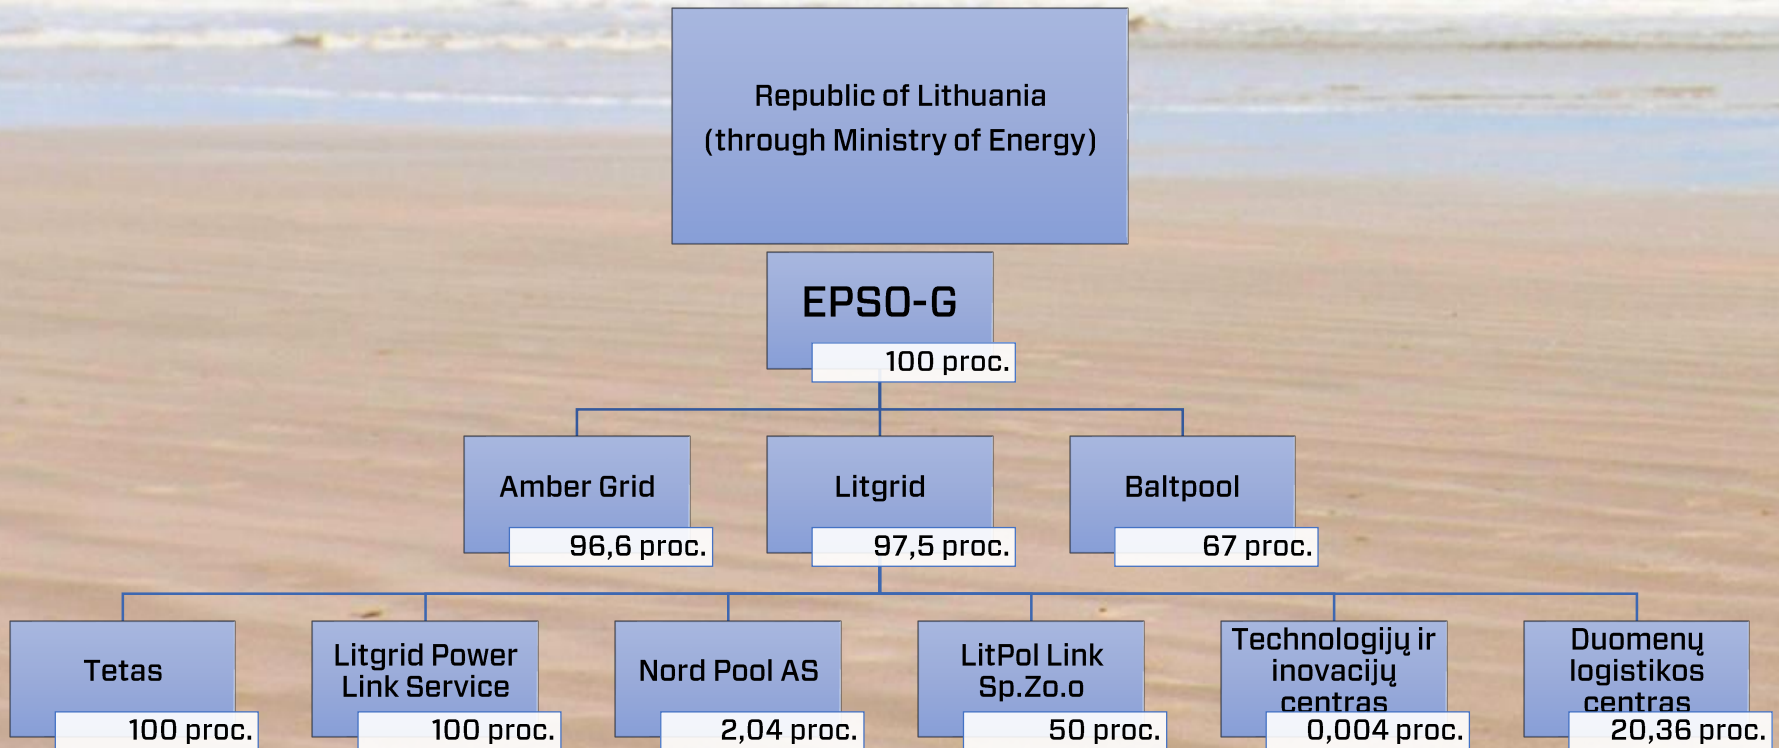 Republic of Lithuania
(through Ministry of Energy)
EPSO-G
100 proc.
Amber Grid
96,6 proc.
Litgrid
97,5 proc.
Baltpool
67 proc.
Tetas
100 proc.
Litgrid Power
Link Service
100 proc.
Nord Pool AS
2,04 proc.
LitPol Link
Sp.Zo.o
50 proc.
Technologijų ir
inovacijų
centras
0,004 proc.
Duomenų
logistikos
centras
20,36 proc.